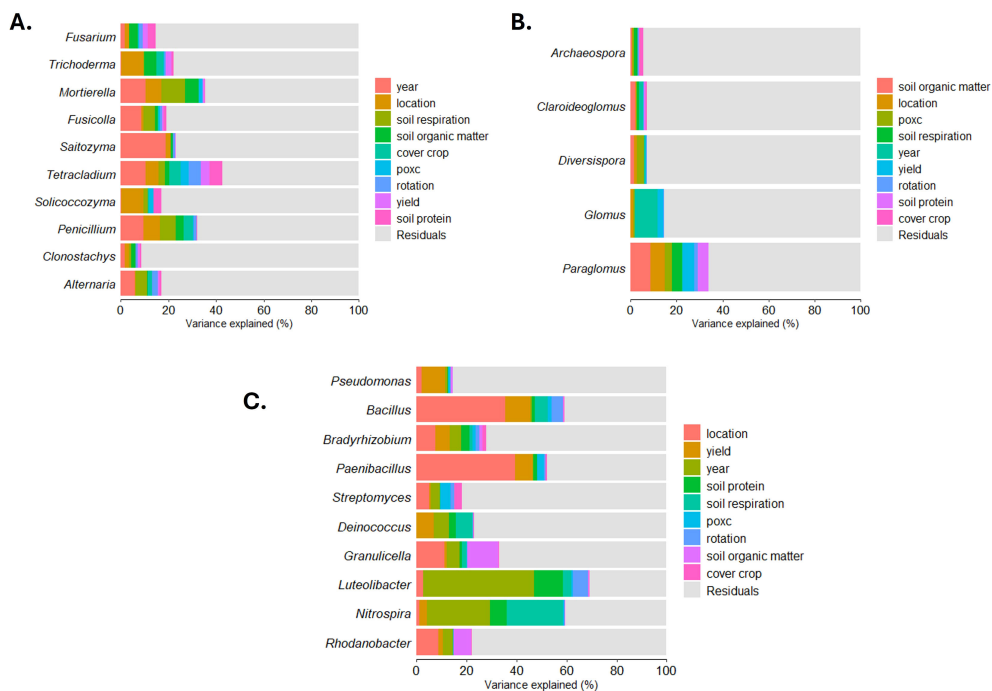 A.
Fusarium
Trichoderma
Mortierella
Fusicolla
Saitozyma
Tetracladium
Solicoccozyma
Penicillium
Clonostachys
Alternaria
0 20 40 60 80 100
Variance explained (%)
year
location
soil respiration
soil organic matter
cover crop
poxc
rotation
yield
soil protein
Residuals
B.
Archaeospora
Claroideoglomus
Diversispora
Glomus
Paraglomus
0 20 40 60 80 100
Variance explained (%)
soil organic matter
location
poxc
soil respiration
year
yield
rotation
soil protein
cover crop
Residuals
C.
Pseudomonas
Bacillus
Bradyrhizobium
Paenibacillus
Streptomyces
Deinococcus
Granulicella
Luteolibacter
Nitrospira
Rhodanobacter
0 20 40 60 80 100
Variance explained (%)
location
yield
year
soil protein
soil respiration
poxc
rotation
soil organic matter
cover crop
Residuals